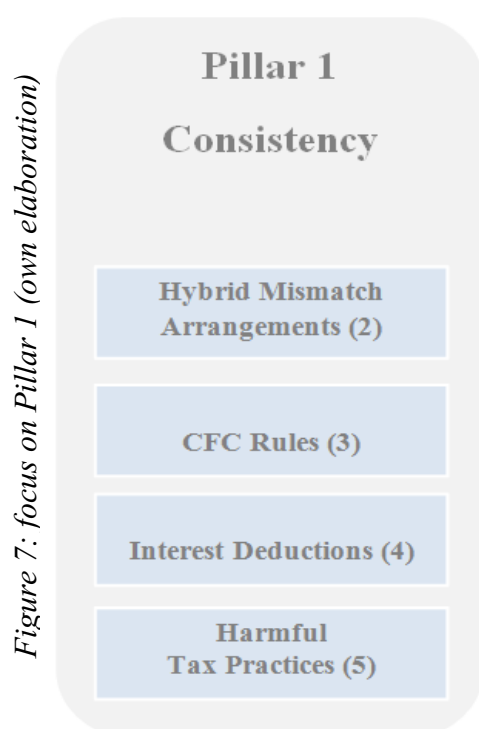 Pillar 1
Consistency
Hybrid Mismatch
Arrangements (2)
CFC Rules (3)
Interest Deductions (4)
Harmful
Tax Practices (5)
Figure 7: focus on Pillar 1 (own elaboration)